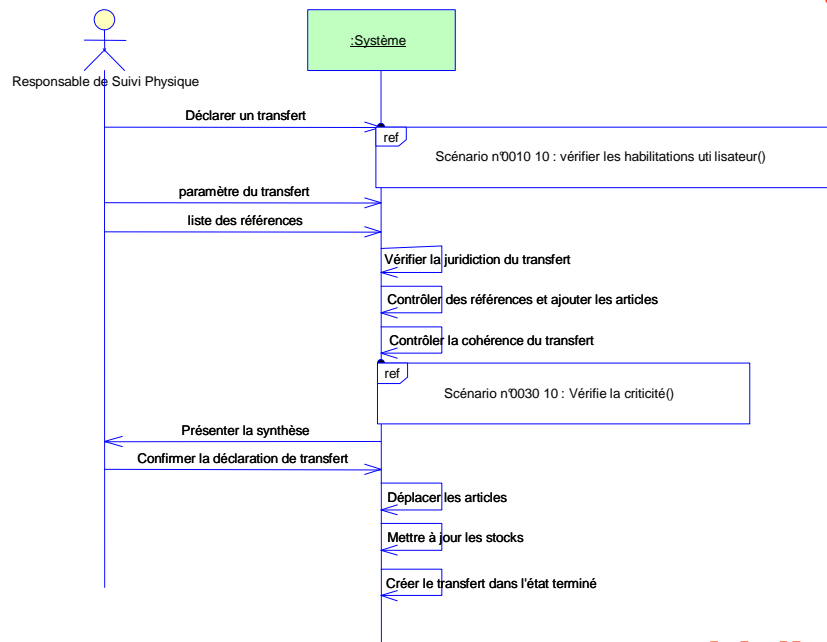 :Système
Responsable de Suivi Physique
Déclarer un transfert
ref
Scénario n°0010 10 : vérifier les habilitations uti lisateur()
paramètre du transfert
liste des références
Vérifier la juridiction du transfert
Contrôler des références et ajouter les articles
Contrôler la cohérence du transfert
ref
Scénario n°0030 10 : Vérifie la criticité()
Présenter la synthèse
Confirmer la déclaration de transfert
Déplacer les articles
Mettre à jour les stocks
Créer le transfert dans l'état terminé